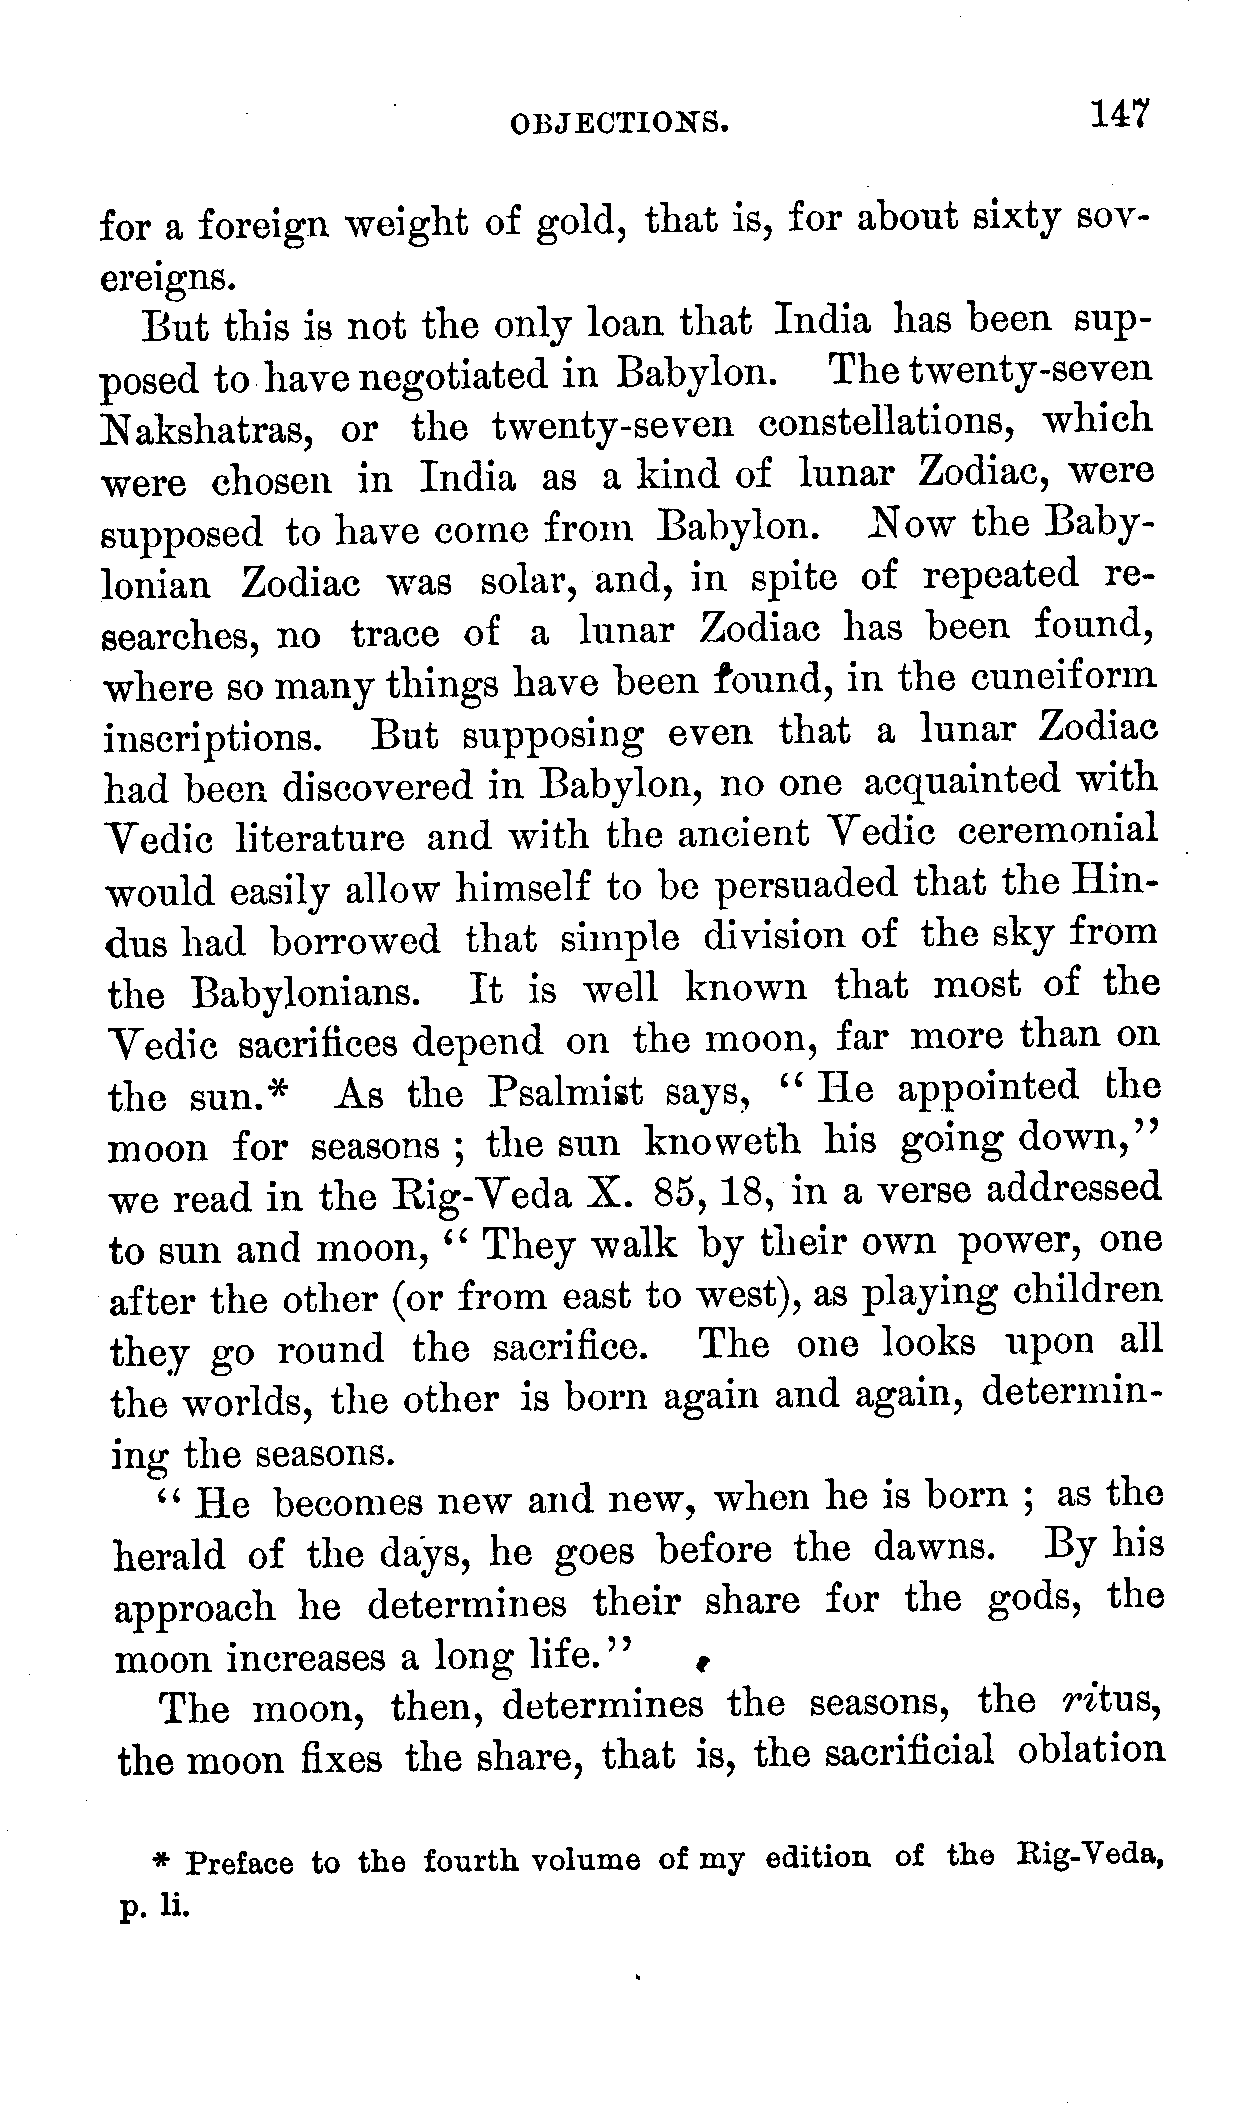 OBJECTIONS. 147
for a foreign weight of gold, that is, for about sixty sov-
ereigns.
But this is not the only loan that India has been sup-
posed to have negotiated in Babylon. The twenty-seven
Nakshatras, or the twenty-seven constellations, which
were chosen in India as a kind of lunar Zodiac, were
supposed to have come from Babylon. Now the Baby-
lonian Zodiac was solar, and, in spite of repeated re-
searches, no trace of a lunar Zodiac has been found,
where so many things have been found, in the cuneiform
inscriptions. But supposing even that a lunar Zodiac
had been discovered in Babylon, no one acquainted with
Vedic literature and with the ancient Vedic ceremonial
would easily allow himself to be persuaded that the Hin-
dus had borrowed that simple division of the sky from
the Babylonians. It is well known that most of the
Vedic sacrifices depend on the moon, far more than on
the sun.* As the Psalmist says, “ He appointed the
moon for seasons ; the sun knoweth his going down,”
we read in the Rig-Veda X. 85, 18, in a verse addressed
to sun and moon, “ They walk by their own power, one
after the other (or from east to west), as playing children
they go round the sacrifice. The one looks upon all
the worlds, the other is born again and again, determin-
ing the seasons.
“ He becomes new and new, when he is born ; as the
herald of the days, he goes before the dawns. By his
approach he determines their share for the gods, the
moon increases a long life.”
The moon, then, determines the seasons, the ritus,
the moon fixes the share, that is, the sacrificial oblation
* Preface to the fourth volume of my edition of the Rig-Veda,
p. li.